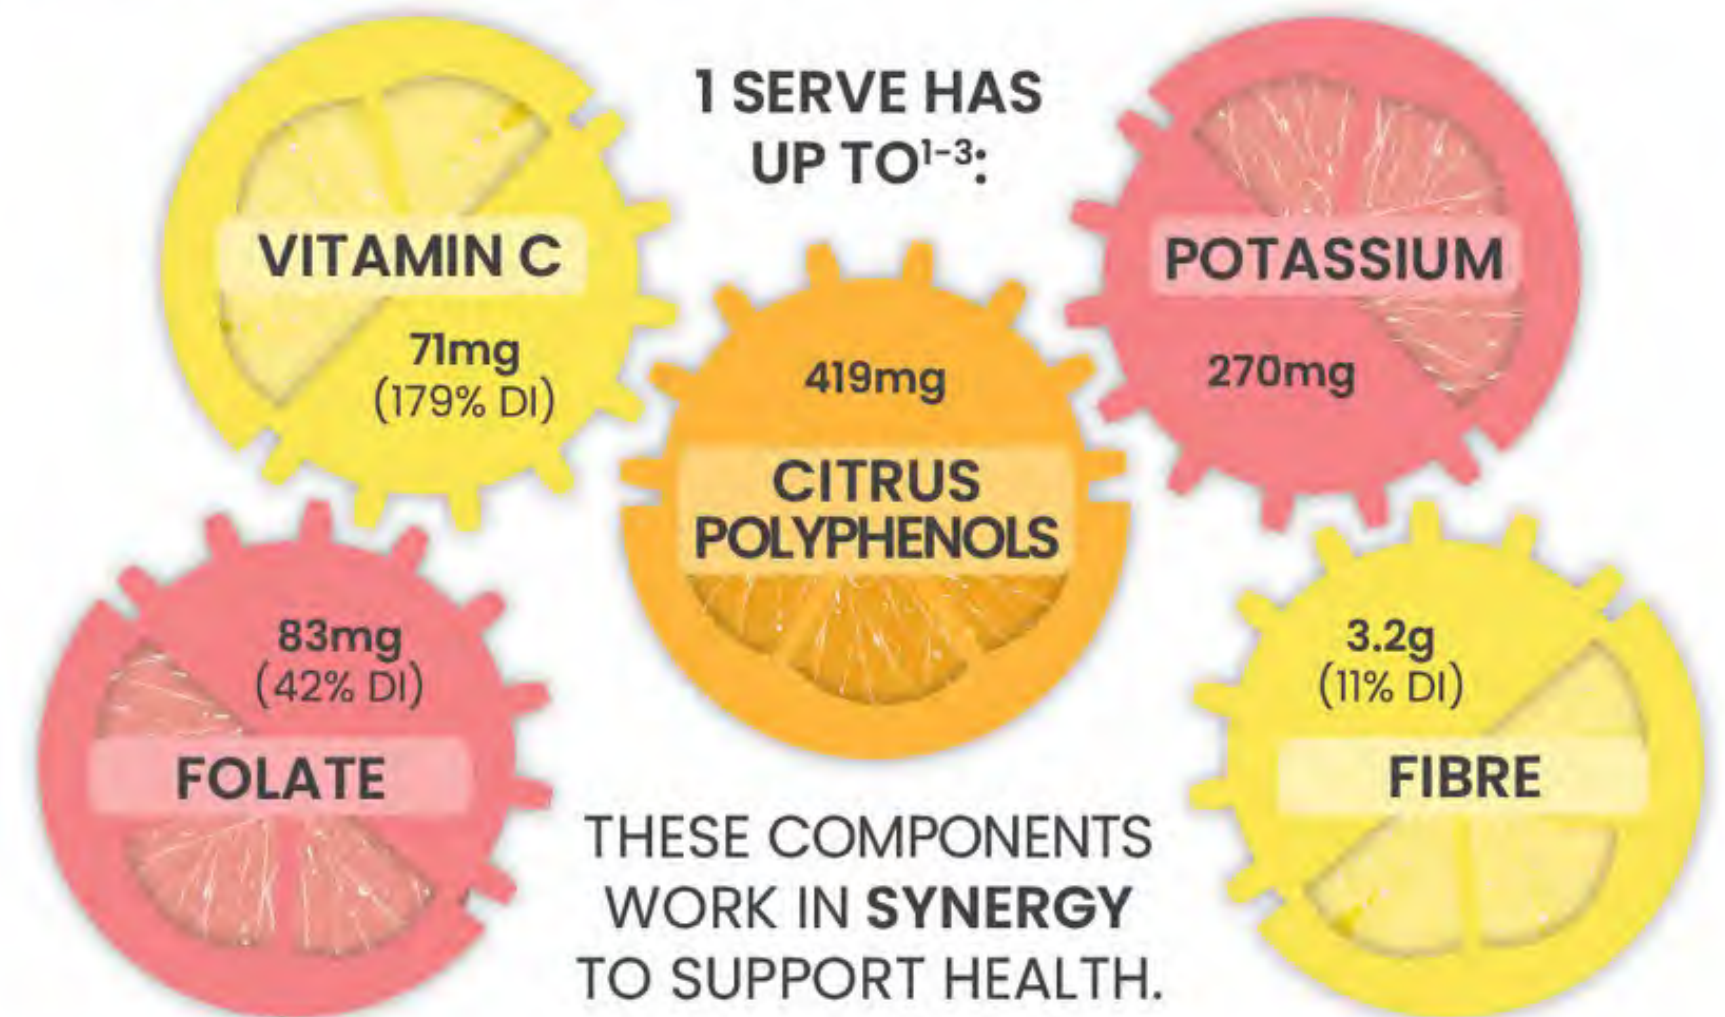 1 SERVE HAS
UP TO¹⁻³:
VITAMIN C
71mg
(179% DI)
POTASSIUM
270mg
419mg
CITRUS
POLYPHENOLS
83mg
(42% DI)
FOLATE
3.2g
(11% DI)
FIBRE
THESE COMPONENTS
WORK IN SYNERGY
TO SUPPORT HEALTH.